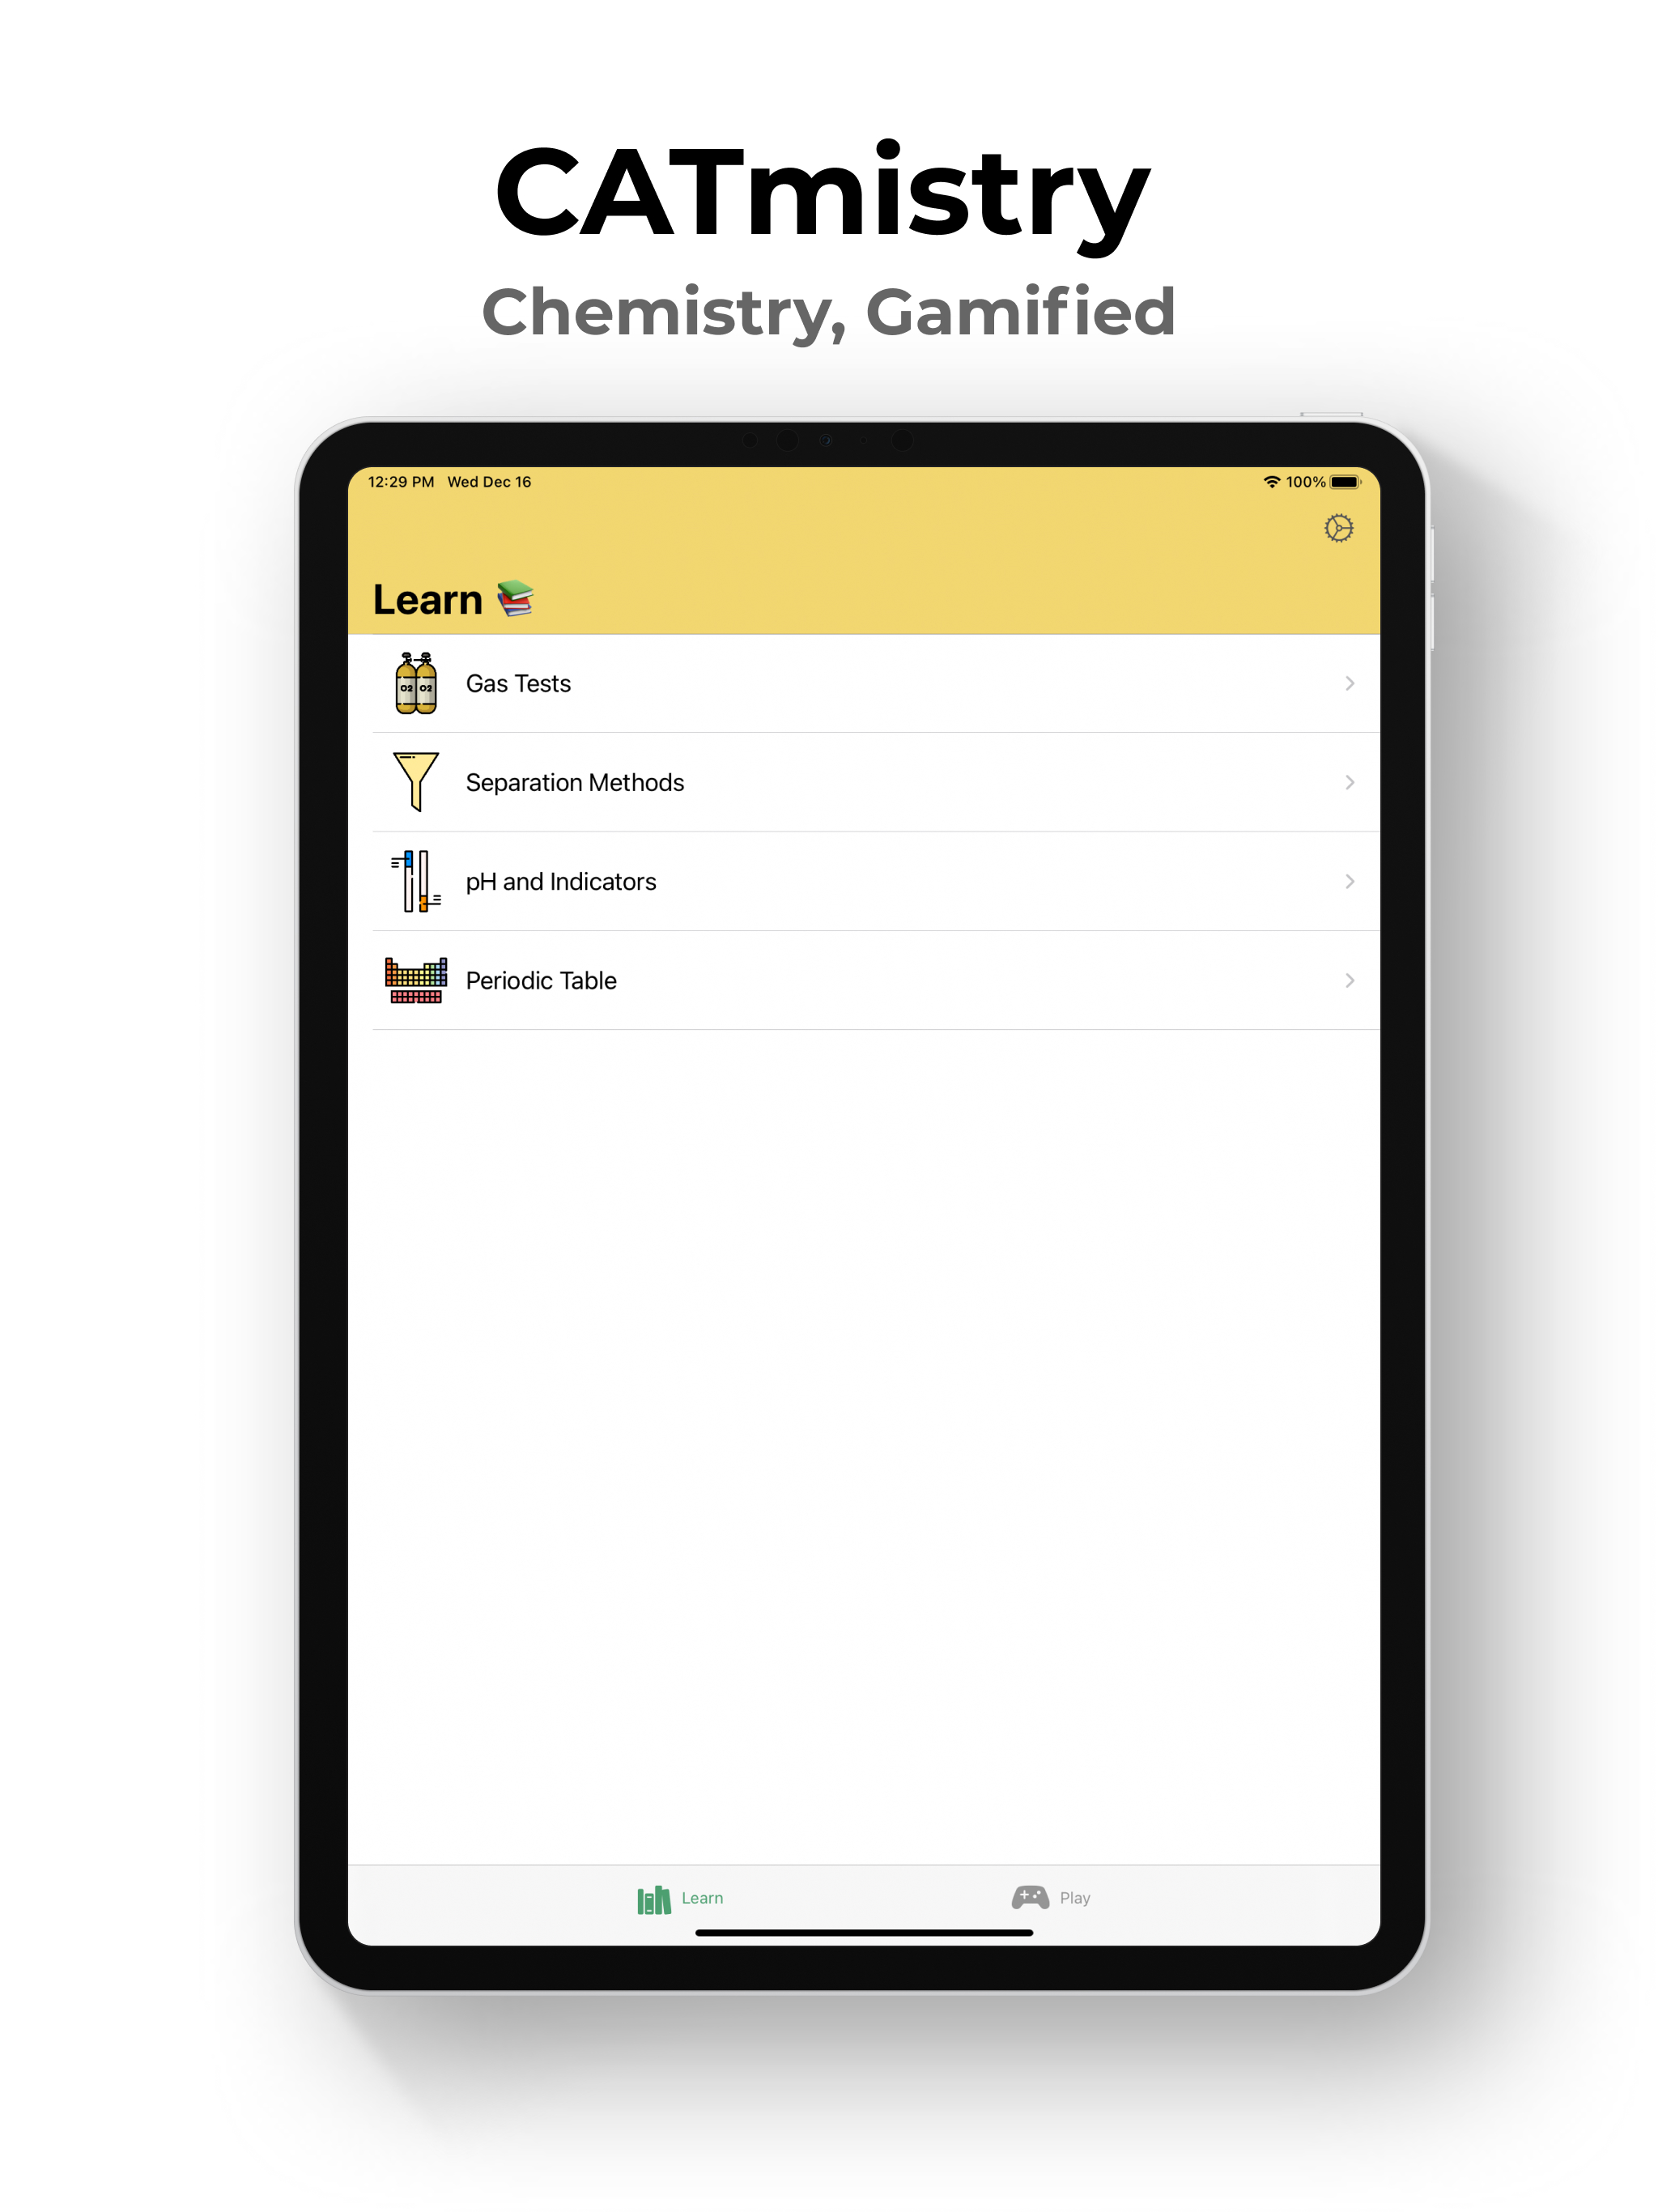 CATmistry
Chemistry, Gamified
12:29 PM Wed Dec 16
100%
Learn 📚
O2 O2
Gas Tests
Separation Methods
pH and Indicators
Periodic Table
Learn
Play